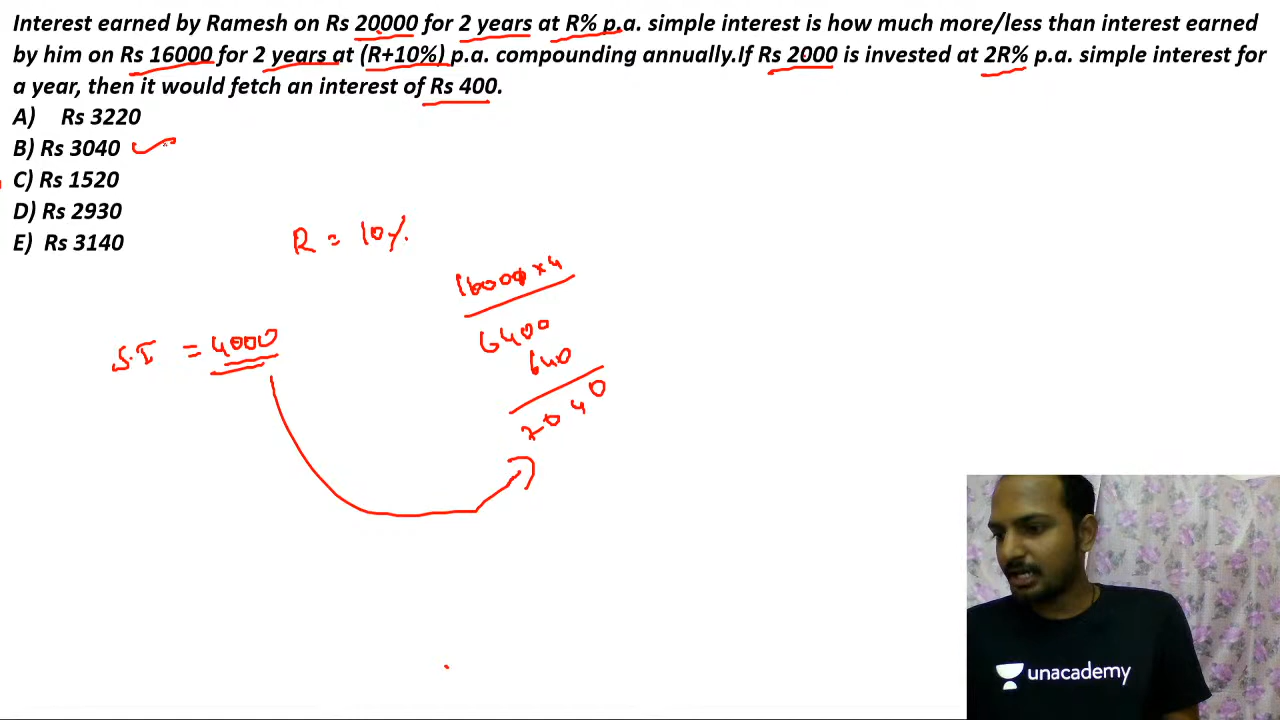 Interest earned by Ramesh on Rs 20000 for 2 years at R% p.a. simple interest is how much more/less than interest earned
by him on Rs 16000 for 2 years at (R+10%) p.a. compounding annually.If Rs 2000 is invested at 2R% p.a. simple interest for
a year, then it would fetch an interest of Rs 400.
A) Rs 3220
B) Rs 3040
C) Rs 1520
D) Rs 2930
E) Rs 3140
R = 10%
16000 x 4
6400
640
7040
S.I = 4000
unacademy